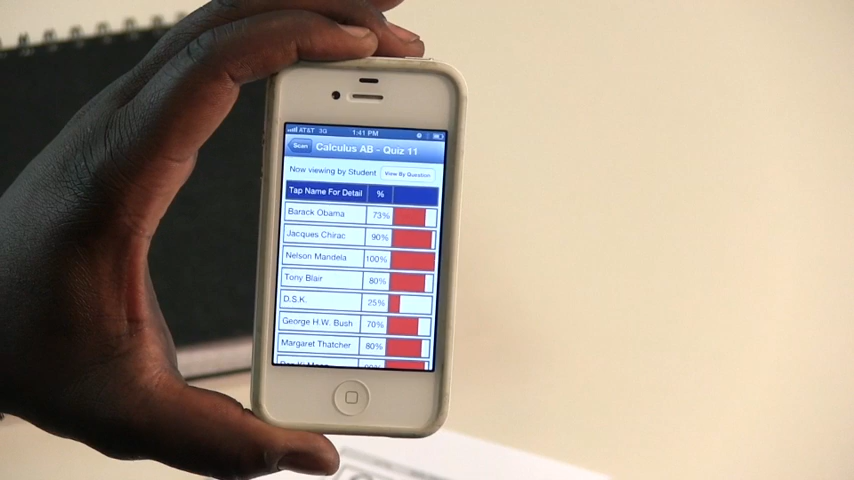 AT&T 3G 1:41 PM
Scan Calculus AB - Quiz 11
Now viewing by Student View By Question
Tap Name For Detail %
Barack Obama 73%
Jacques Chirac 90%
Nelson Mandela 100%
Tony Blair 80%
D.S.K. 25%
George H.W. Bush 70%
Margaret Thatcher 80%